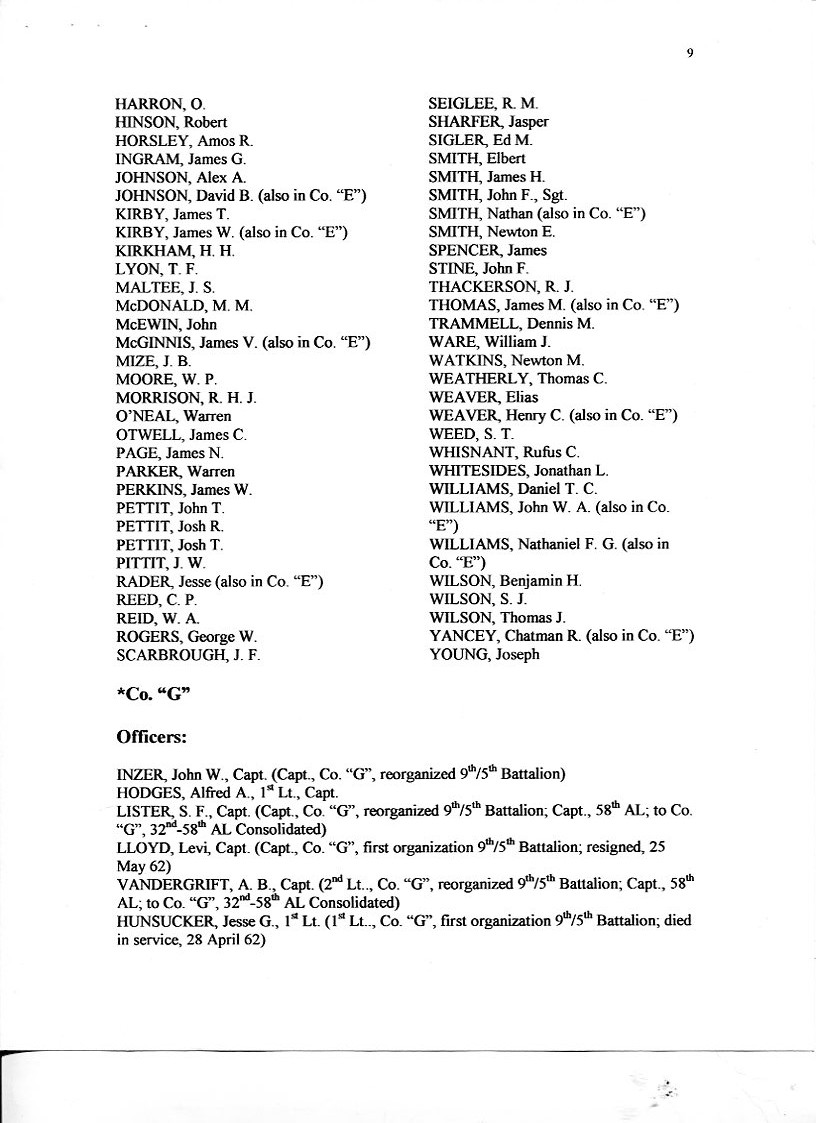 9
HARRON, O.
HINSON, Robert
HORSLEY, Amos R.
INGRAM, James G.
JOHNSON, Alex A.
JOHNSON, David B. (also in Co. “E”)
KIRBY, James T.
KIRBY, James W. (also in Co. “E”)
KIRKHAM, H. H.
LYON, T. F.
MALTEE, J. S.
McDONALD, M. M.
McEWIN, John
McGINNIS, James V. (also in Co. “E”)
MIZE, J. B.
MOORE, W. P.
MORRISON, R. H. J.
O’NEAL, Warren
OTWELL, James C.
PAGE, James N.
PARKER, Warren
PERKINS, James W.
PETTIT, John T.
PETTIT, Josh R.
PETTIT, Josh T.
PITTIT, J. W.
RADER, Jesse (also in Co. “E”)
REED, C. P.
REID, W. A.
ROGERS, George W.
SCARBROUGH, J. F.
SEIGLEE, R. M.
SHARFER, Jasper
SIGLER, Ed M.
SMITH, Elbert
SMITH, James H.
SMITH, John F., Sgt.
SMITH, Nathan (also in Co. “E”)
SMITH, Newton E.
SPENCER, James
STINE, John F.
THACKERSON, R. J.
THOMAS, James M. (also in Co. “E”)
TRAMMELL, Dennis M.
WARE, William J.
WATKINS, Newton M.
WEATHERLY, Thomas C.
WEAVER, Elias
WEAVER, Henry C. (also in Co. “E”)
WEED, S. T.
WHISNANT, Rufus C.
WHITESIDES, Jonathan L.
WILLIAMS, Daniel T. C.
WILLIAMS, John W. A. (also in Co.
“E”)
WILLIAMS, Nathaniel F. G. (also in
Co. “E”)
WILSON, Benjamin H.
WILSON, S. J.
WILSON, Thomas J.
YANCEY, Chatman R. (also in Co. “E”)
YOUNG, Joseph
*Co. “G”
Officers:
INZER, John W., Capt. (Capt., Co. “G”, reorganized 9th/5th Battalion)
HODGES, Alfred A., 1st Lt., Capt.
LISTER, S. F., Capt. (Capt., Co. “G”, reorganized 9th/5th Battalion; Capt., 58th AL; to Co.
“G”, 32nd-58th AL Consolidated)
LLOYD, Levi, Capt. (Capt., Co. “G”, first organization 9th/5th Battalion; resigned, 25
May 62)
VANDERGRIFT, A. B., Capt. (2nd Lt.., Co. “G”, reorganized 9th/5th Battalion; Capt., 58th
AL; to Co. “G”, 32nd-58th AL Consolidated)
HUNSUCKER, Jesse G., 1st Lt. (1st Lt.., Co. “G”, first organization 9th/5th Battalion; died
in service, 28 April 62)